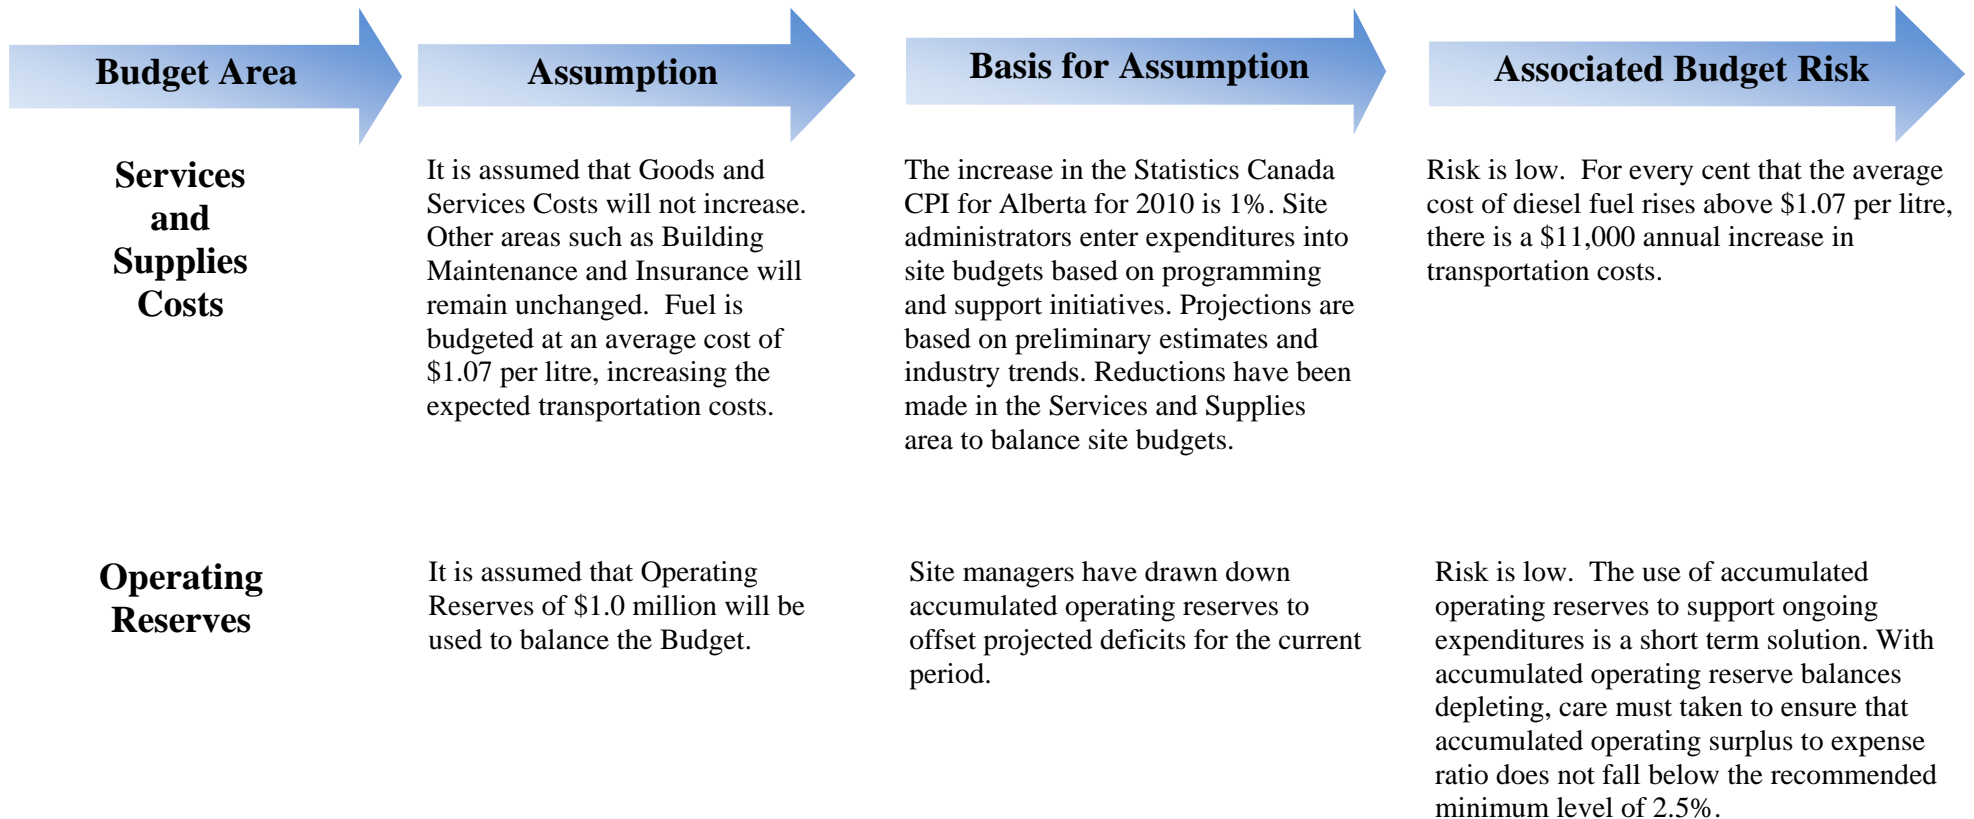 Budget Area
Assumption
Basis for Assumption
Associated Budget Risk
Services
and
Supplies
Costs
It is assumed that Goods and
Services Costs will not increase.
Other areas such as Building
Maintenance and Insurance will
remain unchanged.  Fuel is
budgeted at an average cost of
$1.07 per litre, increasing the
expected transportation costs.
The increase in the Statistics Canada
CPI for Alberta for 2010 is 1%. Site
administrators enter expenditures into
site budgets based on programming
and support initiatives. Projections are
based on preliminary estimates and
industry trends. Reductions have been
made in the Services and Supplies
area to balance site budgets.
Risk is low.  For every cent that the average
cost of diesel fuel rises above $1.07 per litre,
there is a $11,000 annual increase in
transportation costs.
Operating
Reserves
It is assumed that Operating
Reserves of $1.0 million will be
used to balance the Budget.
Site managers have drawn down
accumulated operating reserves to
offset projected deficits for the current
period.
Risk is low.  The use of accumulated
operating reserves to support ongoing
expenditures is a short term solution. With
accumulated operating reserve balances
depleting, care must taken to ensure that
accumulated operating surplus to expense
ratio does not fall below the recommended
minimum level of 2.5%.